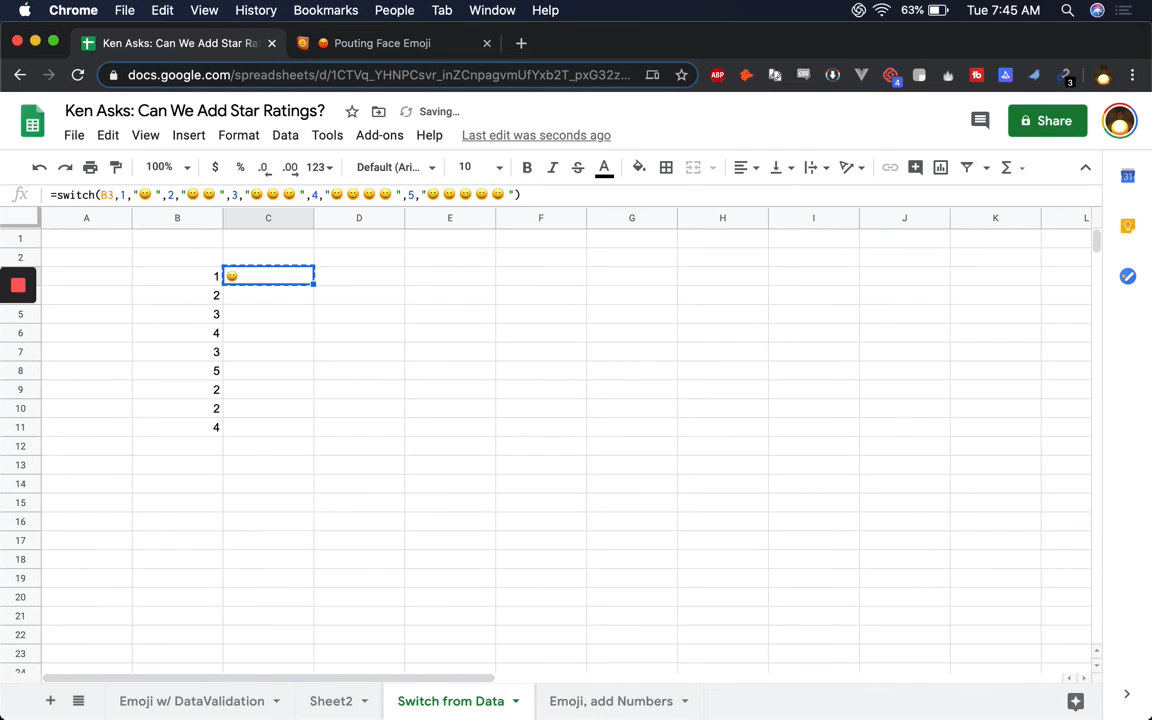 Chrome File Edit View History Bookmarks People Tab Window Help 63% Tue 7:45 AM
Ken Asks: Can We Add Star Rat Pouting Face Emoji
docs.google.com/spreadsheets/d/1CTVq_YHNPCsvr_inZCnpagvmUfYxb2T_pxG32z... ABP 4 3
Ken Asks: Can We Add Star Ratings? Saving...
File Edit View Insert Format Data Tools Add-ons Help Last edit was seconds ago Share
100% $ % .0 .00 123 Default (Ari... 10 B I S A Σ
fx =switch(B3,1,"😀 ",2,"😀 😀 ",3,"😀 😀 😀 ",4,"😀 😀 😀 😀 ",5,"😀 😀 😀 😀 😀 ")
31
A B C D E F G H I J K L
1
2
1 😀
2
5 3
6 4
7 3
8 5
9 2
10 2
11 4
12
13
14
15
16
17
18
19
20
21
22
23
24
+ Emoji w/ DataValidation Sheet2 Switch from Data Emoji, add Numbers